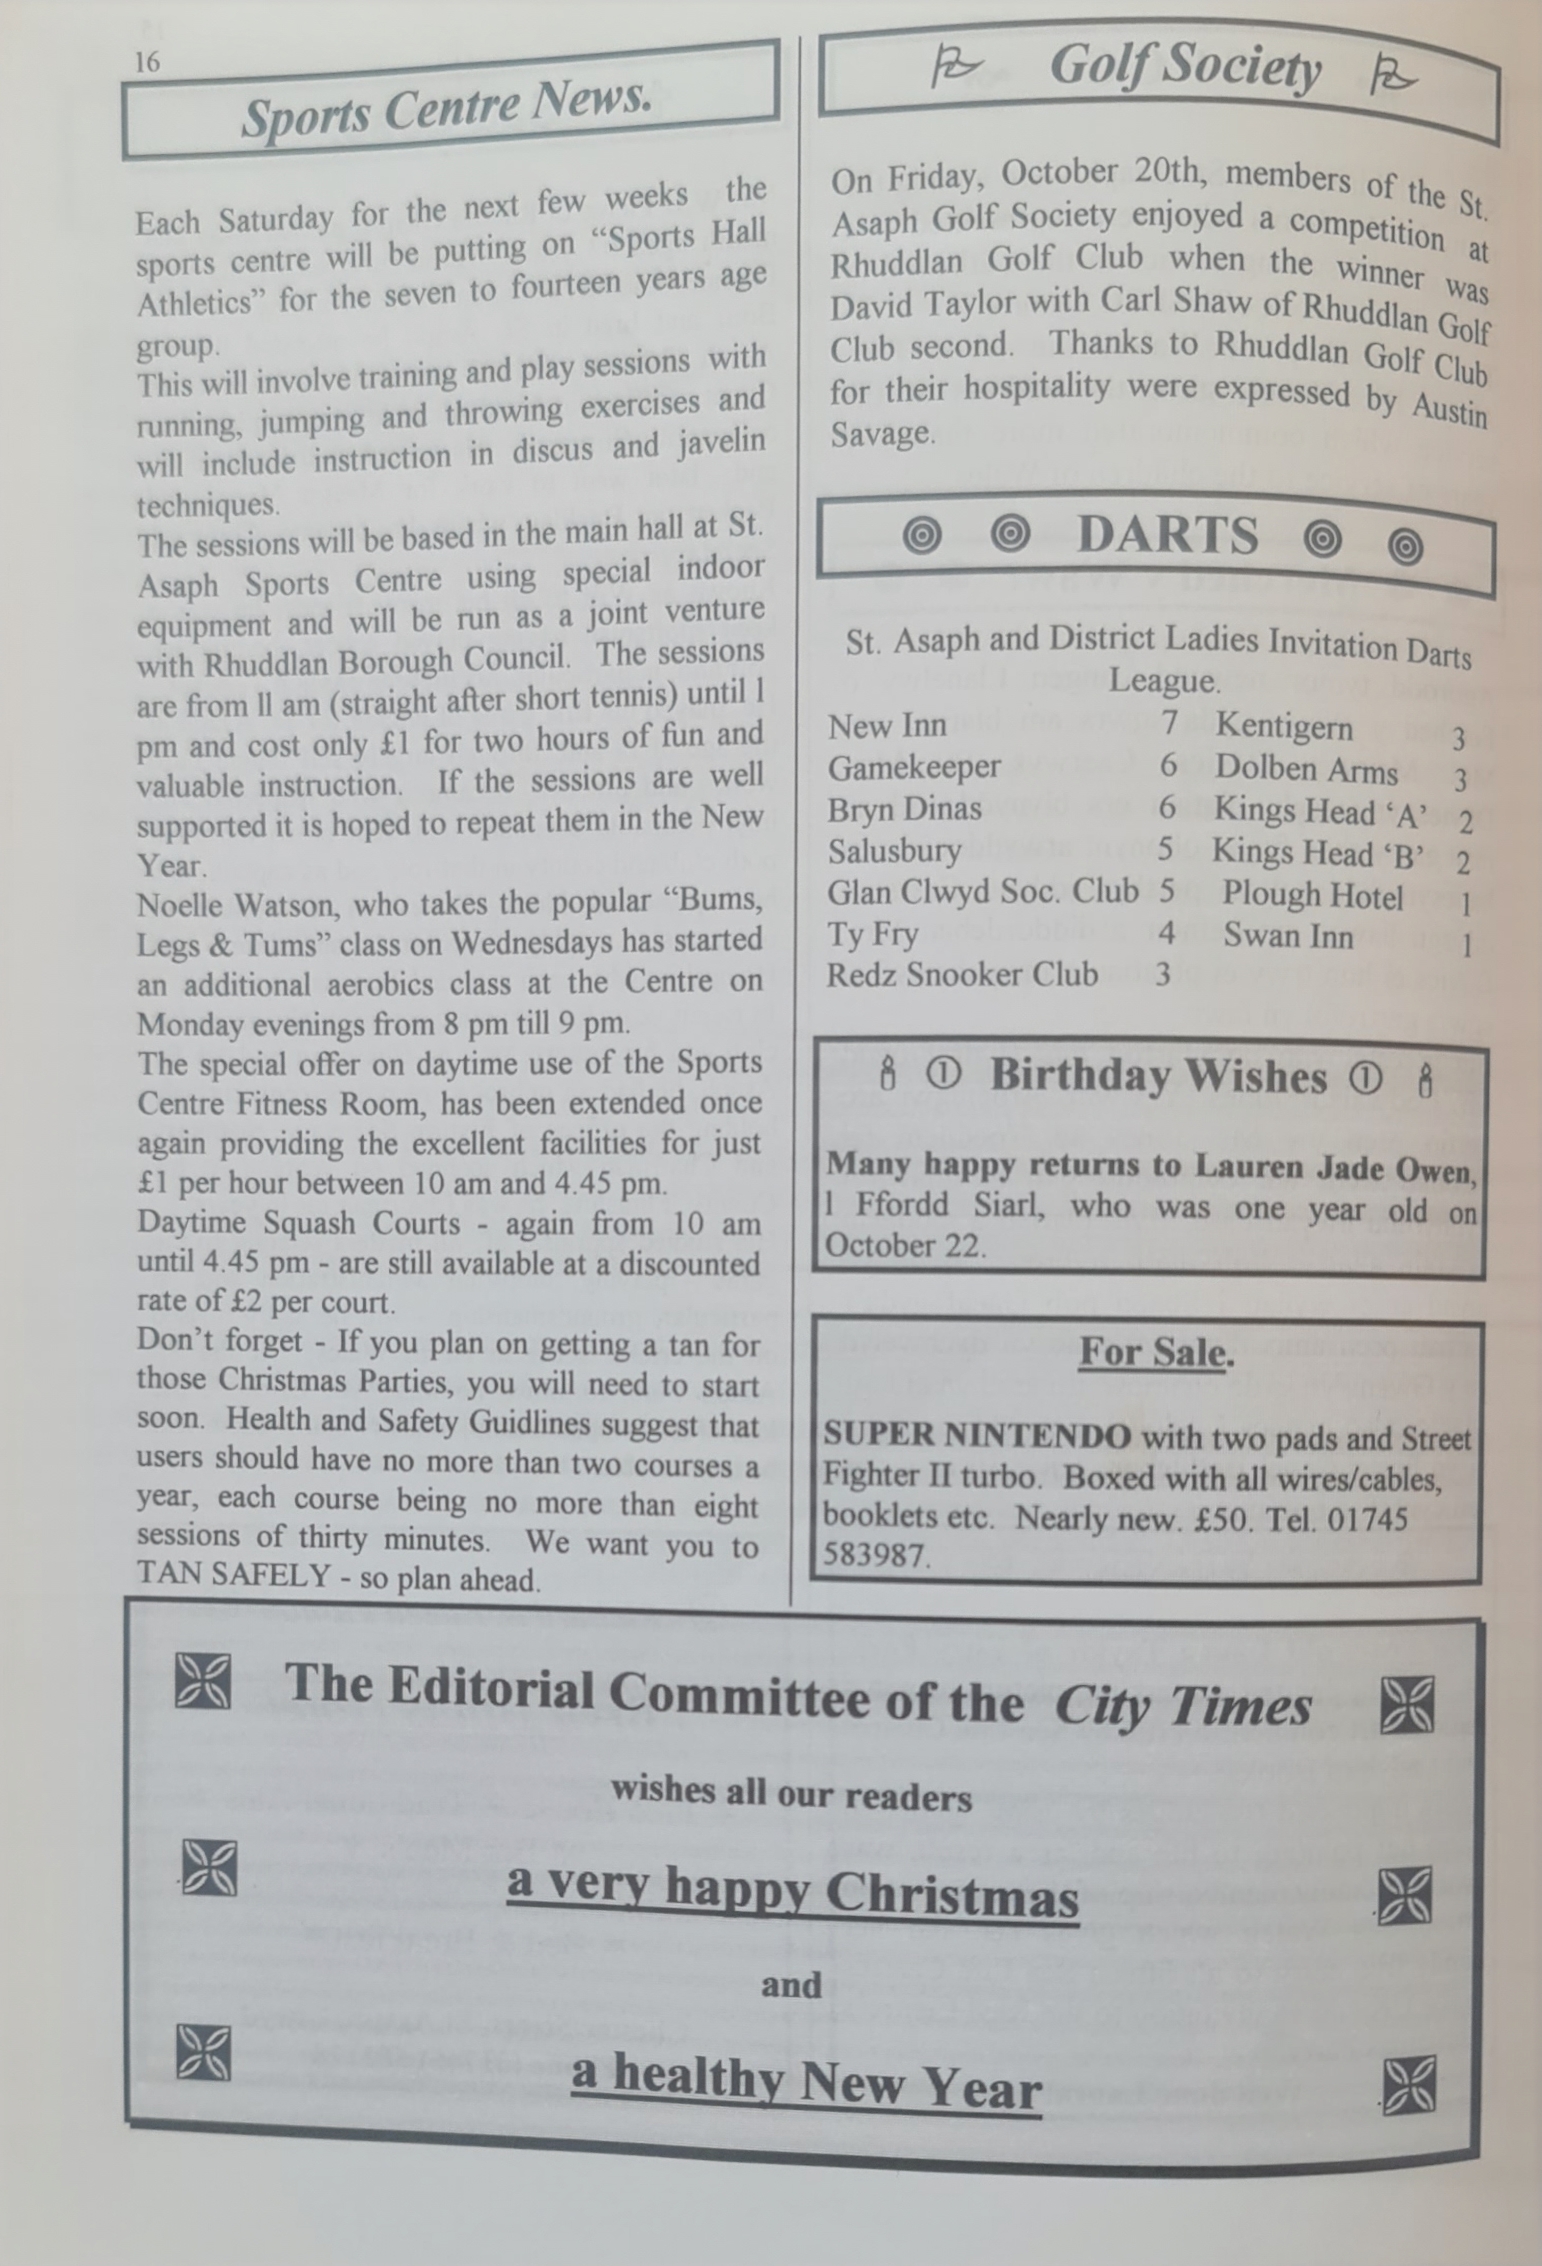 16
Sports Centre News.
Each Saturday for the next few weeks the
sports centre will be putting on “Sports Hall
Athletics” for the seven to fourteen years age
group.
This will involve training and play sessions with
running, jumping and throwing exercises and
will include instruction in discus and javelin
techniques.
The sessions will be based in the main hall at St.
Asaph Sports Centre using special indoor
equipment and will be run as a joint venture
with Rhuddlan Borough Council. The sessions
are from ll am (straight after short tennis) until l
pm and cost only £1 for two hours of fun and
valuable instruction. If the sessions are well
supported it is hoped to repeat them in the New
Year.
Noelle Watson, who takes the popular “Bums,
Legs & Tums” class on Wednesdays has started
an additional aerobics class at the Centre on
Monday evenings from 8 pm till 9 pm.
The special offer on daytime use of the Sports
Centre Fitness Room, has been extended once
again providing the excellent facilities for just
£1 per hour between 10 am and 4.45 pm.
Daytime Squash Courts - again from 10 am
until 4.45 pm - are still available at a discounted
rate of £2 per court.
Don’t forget - If you plan on getting a tan for
those Christmas Parties, you will need to start
soon. Health and Safety Guidlines suggest that
users should have no more than two courses a
year, each course being no more than eight
sessions of thirty minutes. We want you to
TAN SAFELY - so plan ahead.
Golf Society
On Friday, October 20th, members of the St.
Asaph Golf Society enjoyed a competition at
Rhuddlan Golf Club when the winner was
David Taylor with Carl Shaw of Rhuddlan Golf
Club second. Thanks to Rhuddlan Golf Club
for their hospitality were expressed by Austin
Savage.
DARTS
St. Asaph and District Ladies Invitation Darts
League.
New Inn 7 Kentigern 3
Gamekeeper 6 Dolben Arms 3
Bryn Dinas 6 Kings Head ‘A’ 2
Salusbury 5 Kings Head ‘B’ 2
Glan Clwyd Soc. Club 5 Plough Hotel 1
Ty Fry 4 Swan Inn 1
Redz Snooker Club 3
① Birthday Wishes ①
Many happy returns to Lauren Jade Owen,
l Ffordd Siarl, who was one year old on
October 22.
For Sale.
SUPER NINTENDO with two pads and Street
Fighter II turbo. Boxed with all wires/cables,
booklets etc. Nearly new. £50. Tel. 01745
583987.
The Editorial Committee of the City Times
wishes all our readers
a very happy Christmas
and
a healthy New Year